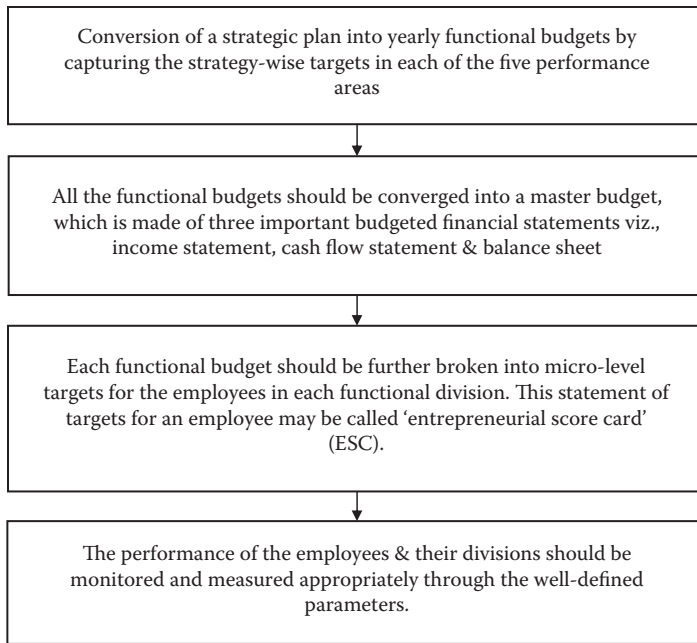 Conversion of a strategic plan into yearly functional budgets by
capturing the strategy-wise targets in each of the five performance
areas
All the functional budgets should be converged into a master budget,
which is made of three important budgeted financial statements viz.,
income statement, cash flow statement & balance sheet
Each functional budget should be further broken into micro-level
targets for the employees in each functional division. This statement of
targets for an employee may be called ‘entrepreneurial score card’
(ESC).
The performance of the employees & their divisions should be
monitored and measured appropriately through the well-defined
parameters.